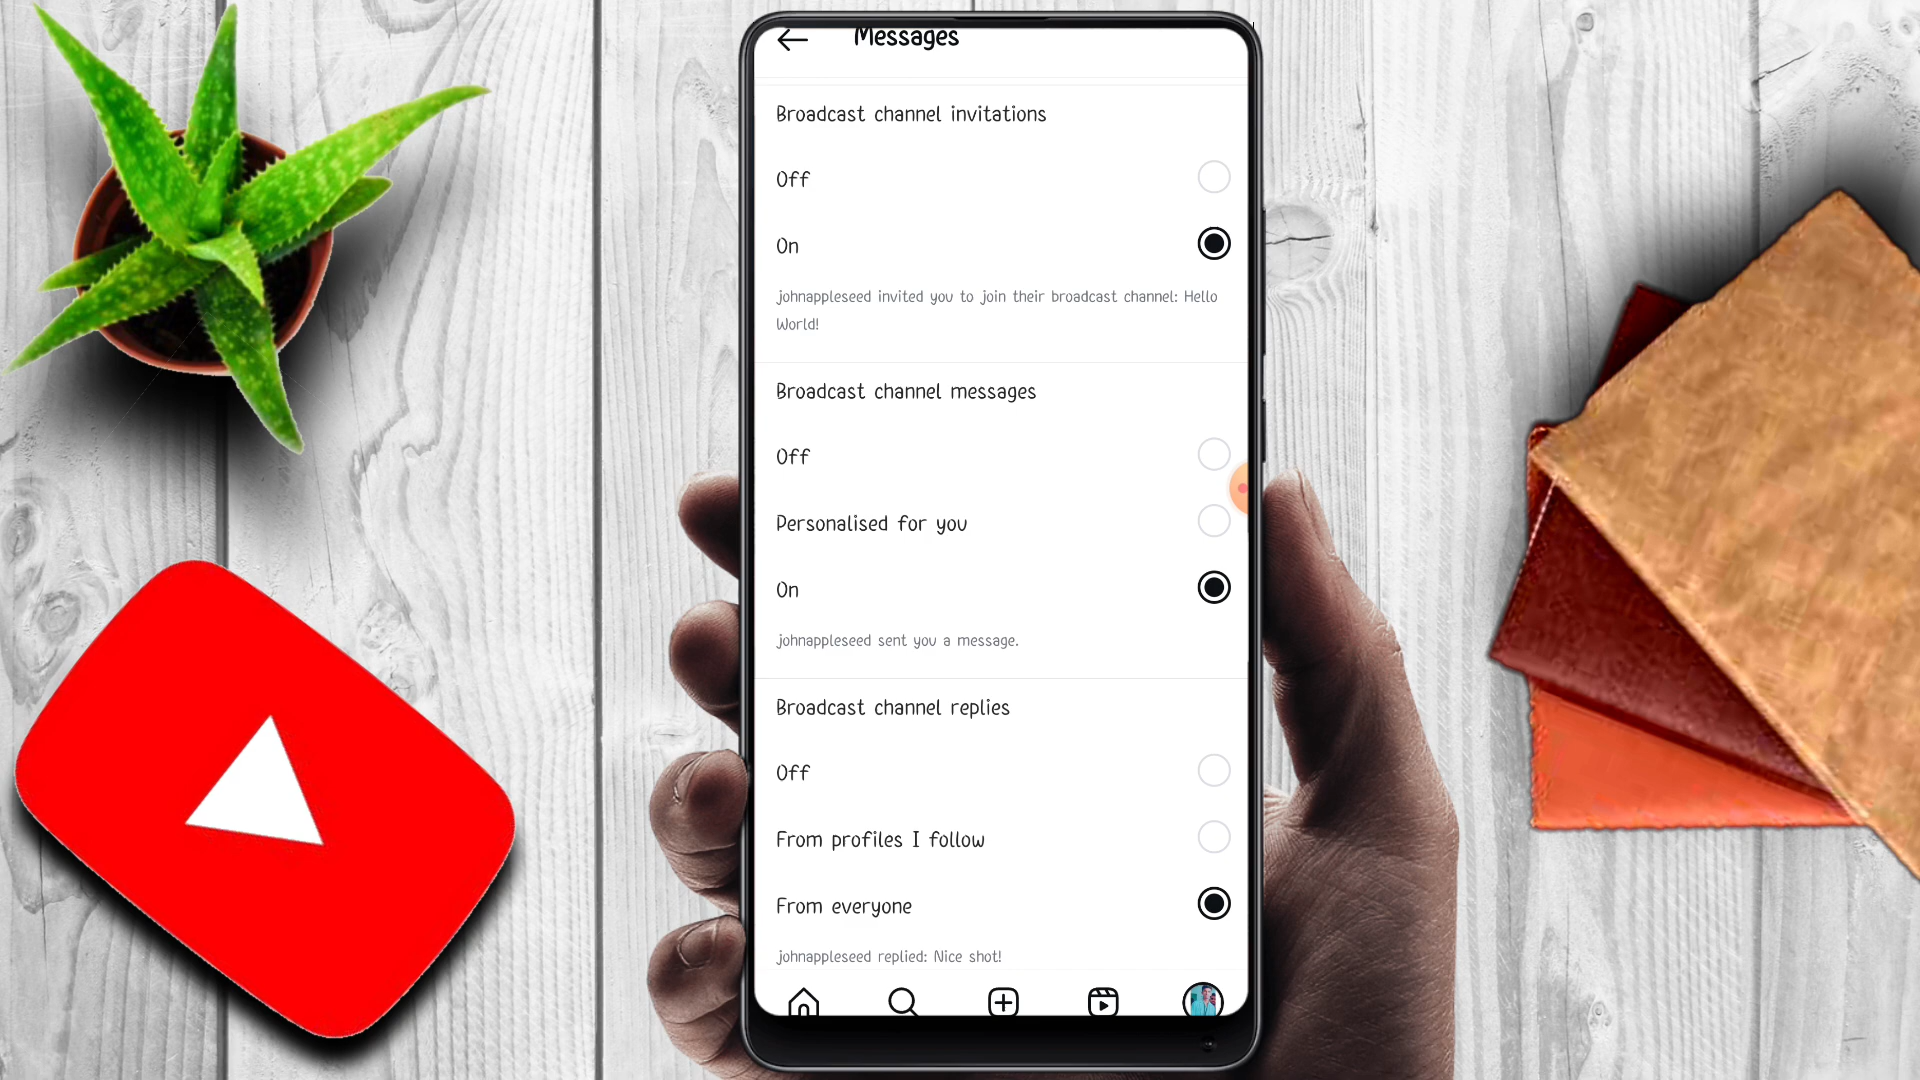 Messages
Broadcast channel invitations
Off
On
johnappleseed invited you to join their broadcast channel: Hello
World!
Broadcast channel messages
Off
Personalised for you
On
johnappleseed sent you a message.
Broadcast channel replies
Off
From profiles I follow
From everyone
johnappleseed replied: Nice shot!